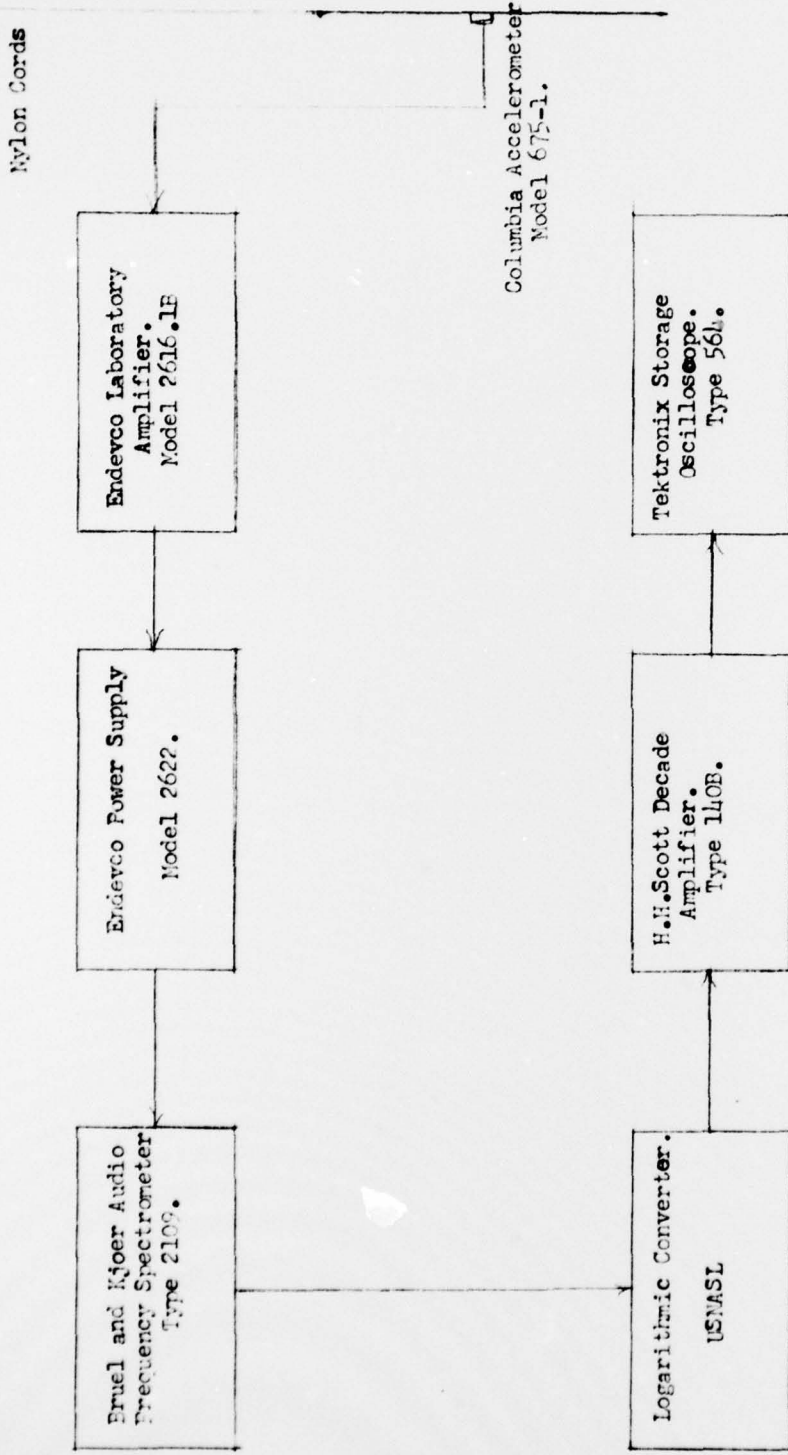 Nylon Cords
Columbia Accelerometer
Model 675-1.
Endevco Laboratory
Amplifier.
Model 2616.1B
Endevco Power Supply
Model 2622.
Bruel and Kjoer Audio
Frequency Spectrometer
Type 2109.
Logarithmic Converter.
USNASL
H.H.Scott Decade
Amplifier.
Type 140B.
Tektronix Storage
Oscilloscope.
Type 564.